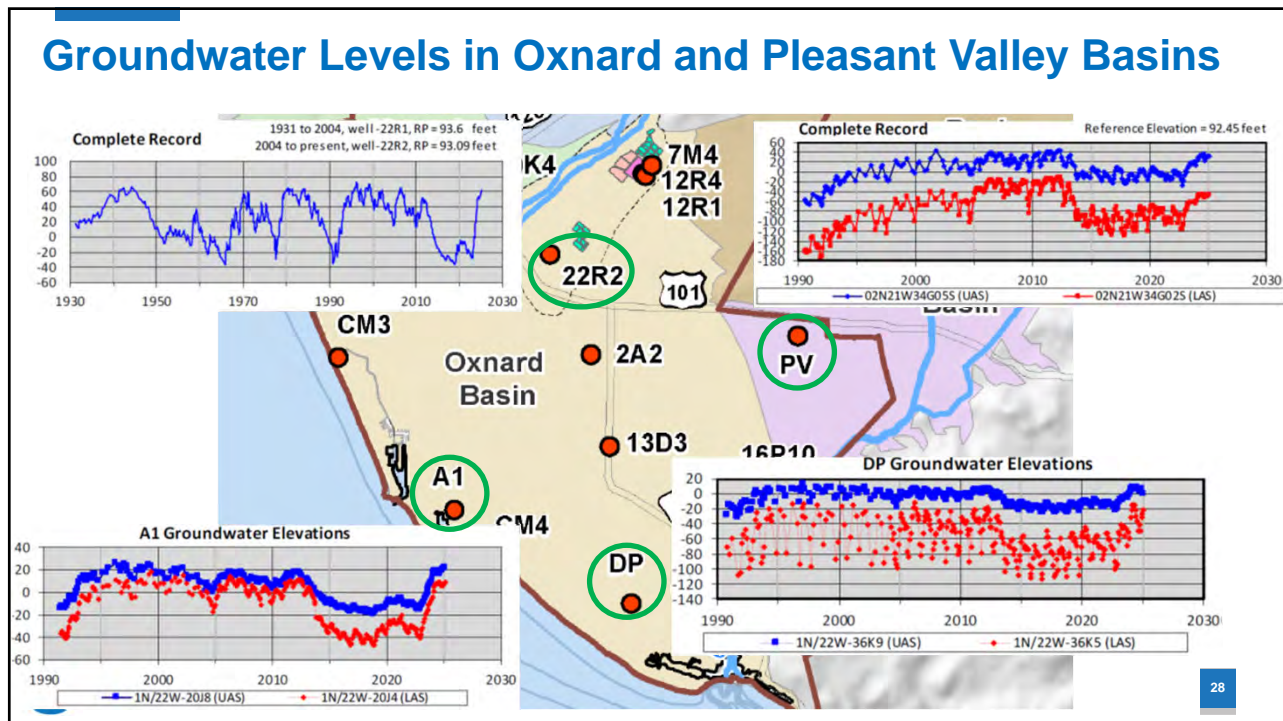 Groundwater Levels in Oxnard and Pleasant Valley Basins
Complete Record
1931 to 2004, well -22R1, RP = 93.6 feet
2004 to present, well-22R2, RP = 93.09 feet
100
80
60
40
20
0
-20
-40
-60
1930
1950
1970
1990
2010
2030
K4
7M4
12R4
12R1
22R2
101
Complete Record
Reference Elevation = 92.45 feet
60
40
20
0
-20
-40
-60
-80
-100
-120
-140
-160
-180
1990
2000
2010
2020
2030
02N21W34G05S (UAS)
02N21W34G02S (LAS)
Basin
CM3
Oxnard
Basin
2A2
PV
13D3
16P10
A1
CM4
DP
A1 Groundwater Elevations
40
20
0
-20
-40
-60
1990
2000
2010
2020
2030
1N/22W-20J8 (UAS)
1N/22W-20J4 (LAS)
DP Groundwater Elevations
20
0
-20
-40
-60
-80
-100
-120
-140
1990
2000
2010
2020
2030
1N/22W-36K9 (UAS)
1N/22W-36K5 (LAS)
28